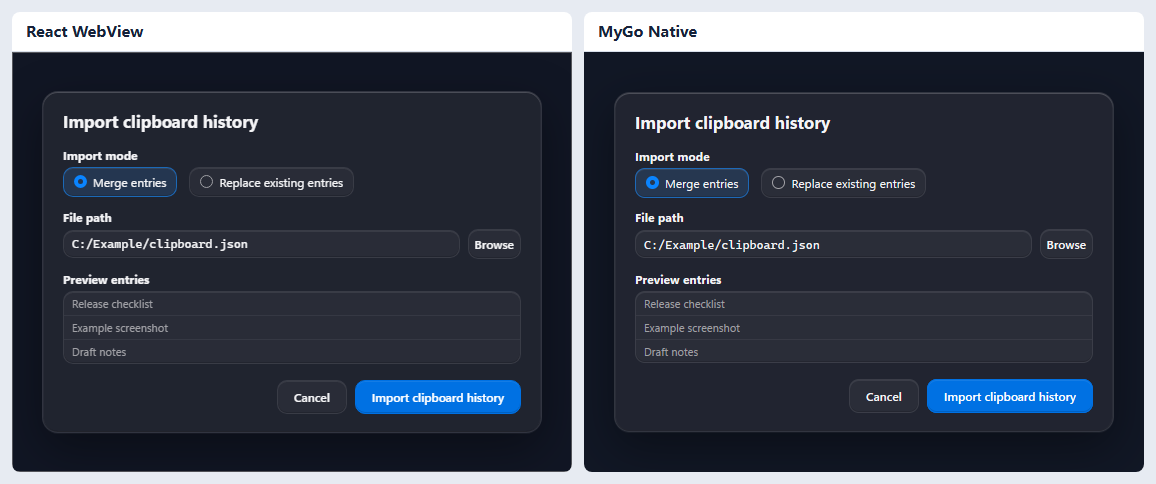 React WebView
Import clipboard history
Import mode
Merge entries
Replace existing entries
File path
C:/Example/clipboard.json
Browse
Preview entries
Release checklist
Example screenshot
Draft notes
Cancel
Import clipboard history
MyGo Native
Import clipboard history
Import mode
Merge entries
Replace existing entries
File path
C:/Example/clipboard.json
Browse
Preview entries
Release checklist
Example screenshot
Draft notes
Cancel
Import clipboard history